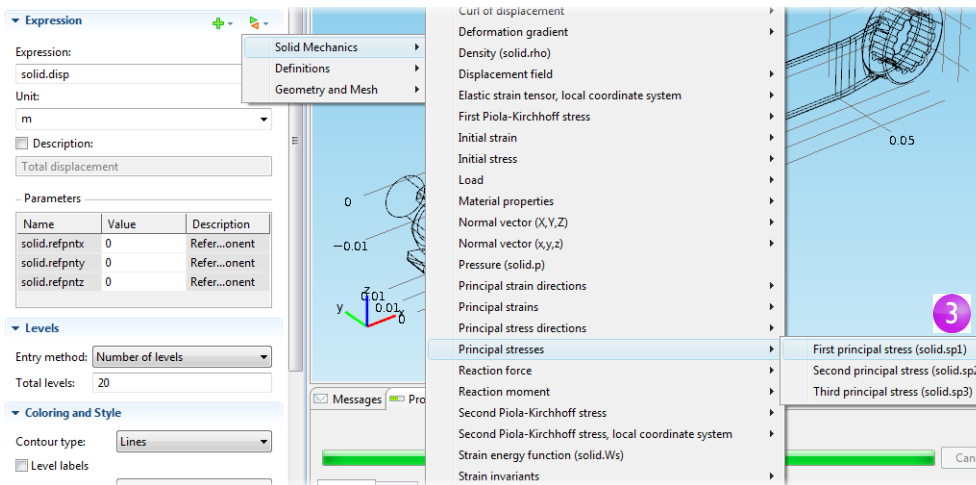 Expression
Expression:
solid.disp
Unit:
m
Description:
Total displacement
Parameters
Name Value Description
solid.refpntx 0 Refer...onent
solid.refpnty 0 Refer...onent
solid.refpntz 0 Refer...onent
Levels
Entry method: Number of levels
Total levels: 20
Coloring and Style
Contour type: Lines
Level labels
Solid Mechanics
Definitions
Geometry and Mesh
0
−0.01
z
0.01
y
0.01
x
0
Messages Pro
Curl of displacement
Deformation gradient
Density (solid.rho)
Displacement field
Elastic strain tensor, local coordinate system
First Piola-Kirchhoff stress
Initial strain
Initial stress
Load
Material properties
Normal vector (X,Y,Z)
Normal vector (x,y,z)
Pressure (solid.p)
Principal strain directions
Principal strains
Principal stress directions
Principal stresses
Reaction force
Reaction moment
Second Piola-Kirchhoff stress
Second Piola-Kirchhoff stress, local coordinate system
Strain energy function (solid.Ws)
Strain invariants
0.05
3
First principal stress (solid.sp1)
Second principal stress (solid.sp2
Third principal stress (solid.sp3)
Can